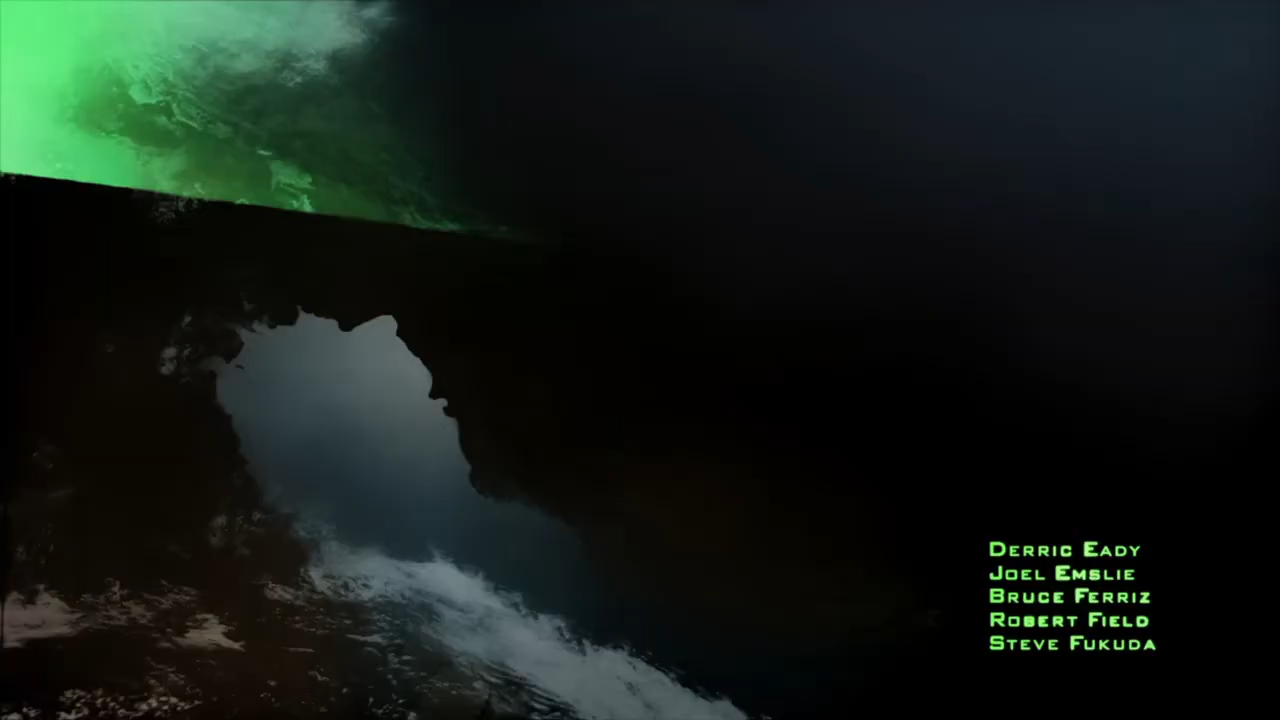 Derric Eady
Joel Emslie
Bruce Ferriz
Robert Field
Steve Fukuda